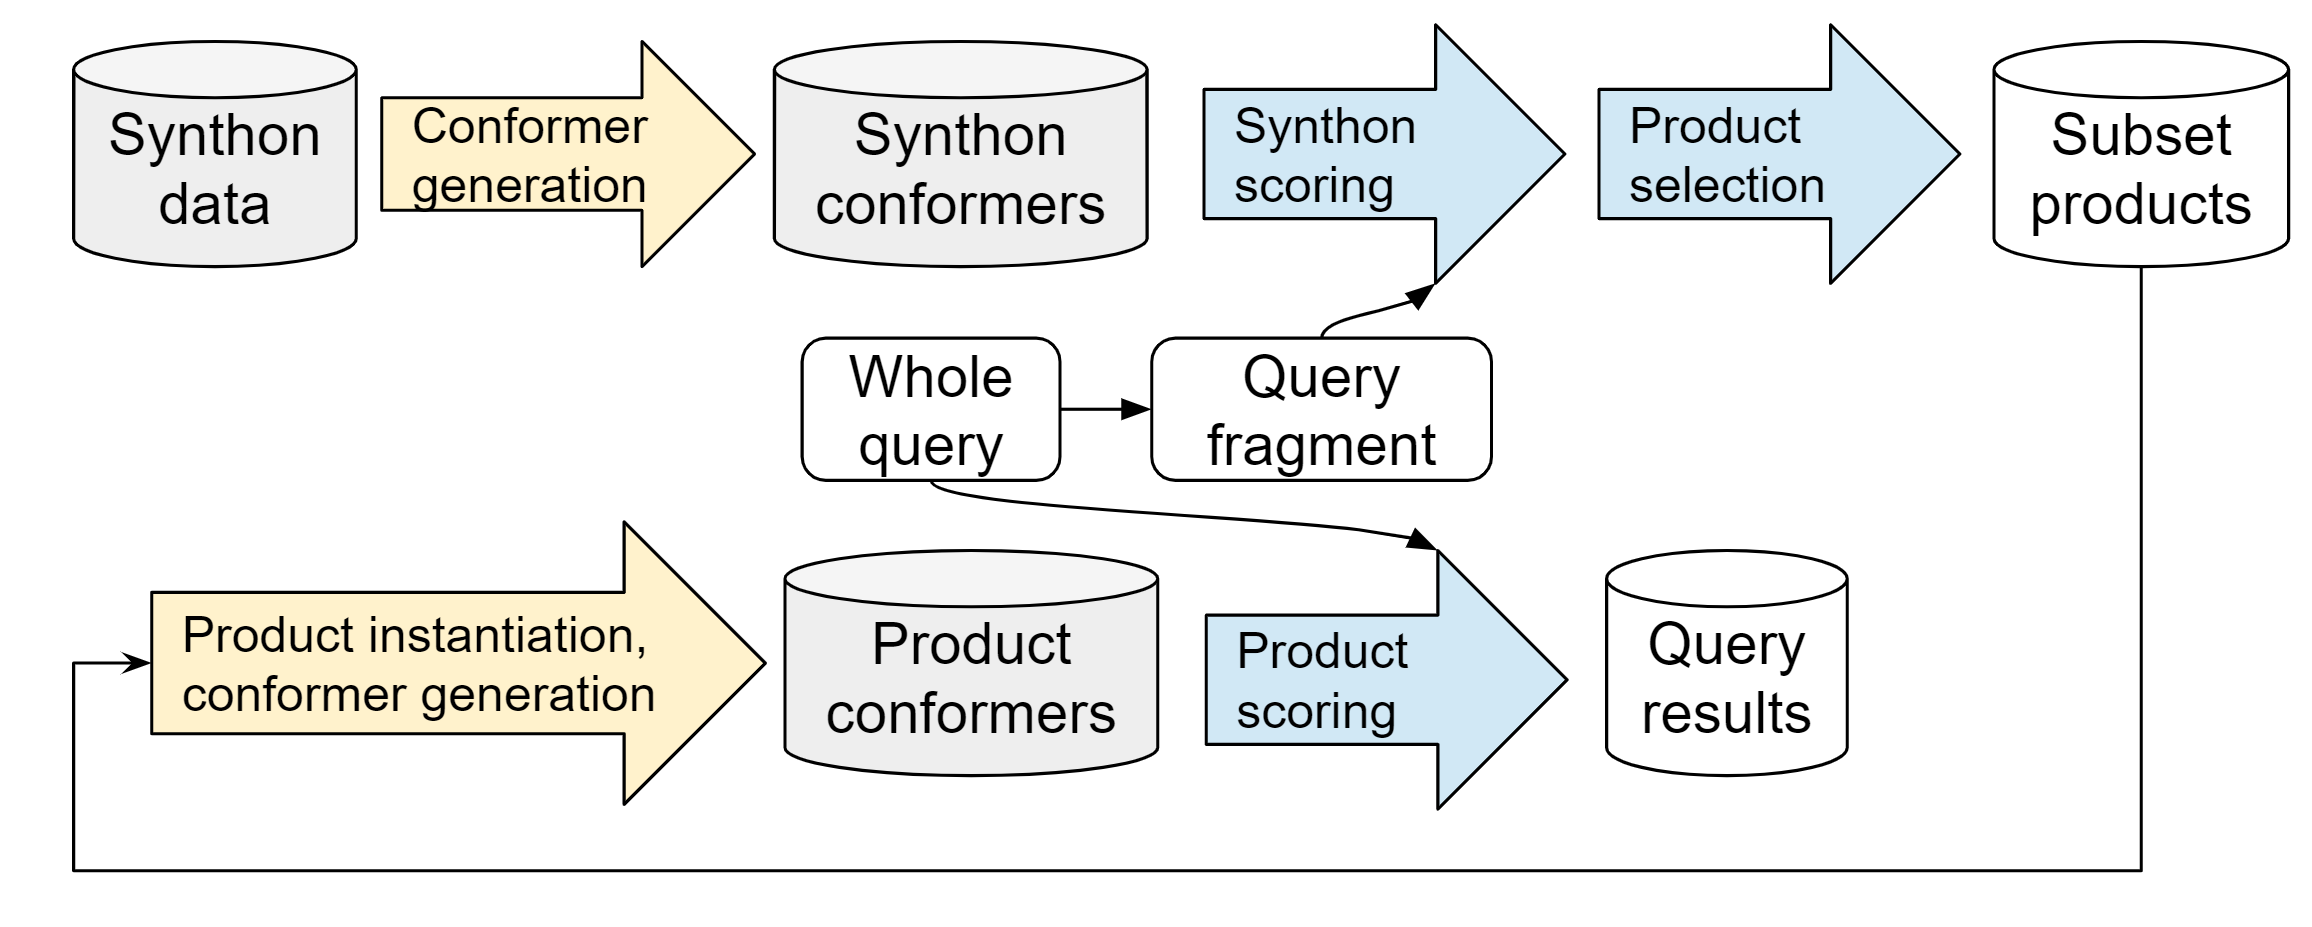 Synthon
data
Conformer
generation
Synthon
conformers
Synthon
scoring
Product
selection
Subset
products
Whole
query
Query
fragment
Product instantiation,
conformer generation
Product
conformers
Product
scoring
Query
results